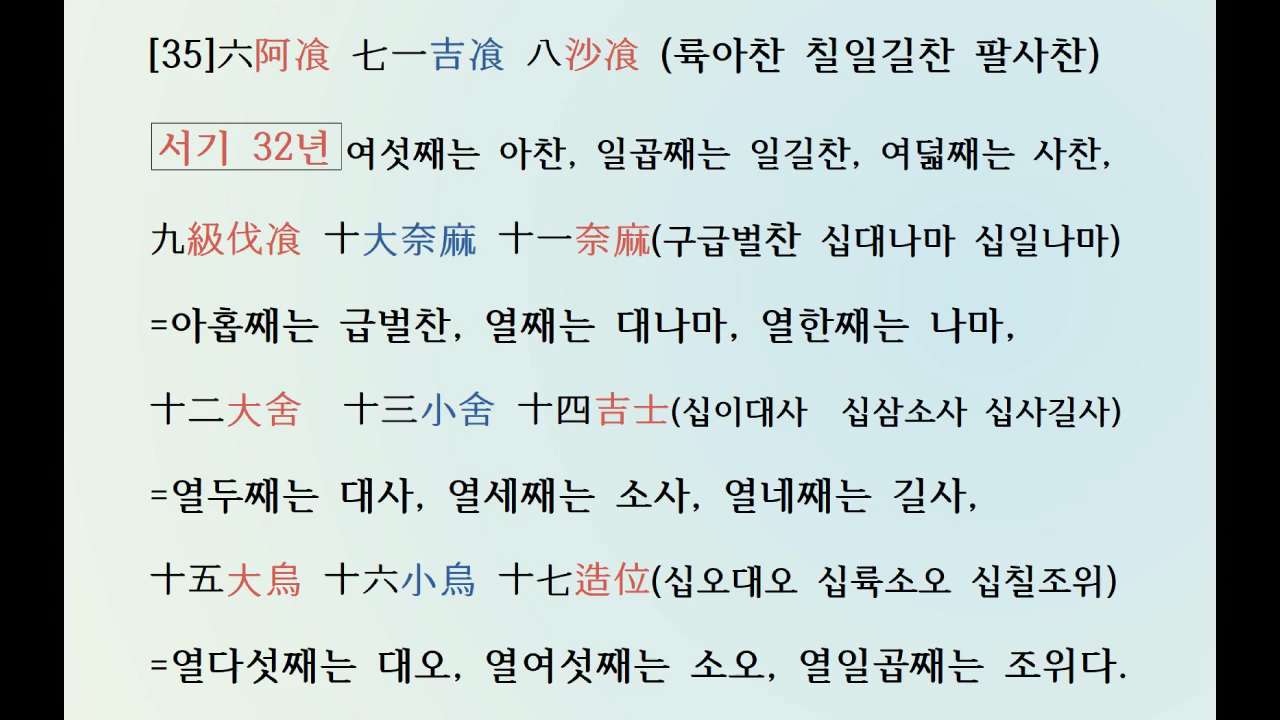 [35]六阿飡 七一吉飡 八沙飡 (륙아찬 칠일길찬 팔사찬)
서기 32년 여섯째는 아찬, 일곱째는 일길찬, 여덟째는 사찬,
九級伐飡 十大奈麻 十一奈麻(구급벌찬 십대나마 십일나마)
=아홉째는 급벌찬, 열째는 대나마, 열한째는 나마,
十二大舍 十三小舍 十四吉士(십이대사 십삼소사 십사길사)
=열두째는 대사, 열세째는 소사, 열네째는 길사,
十五大烏 十六小烏 十七造位(십오대오 십륙소오 십칠조위)
=열다섯째는 대오, 열여섯째는 소오, 열일곱째는 조위다.